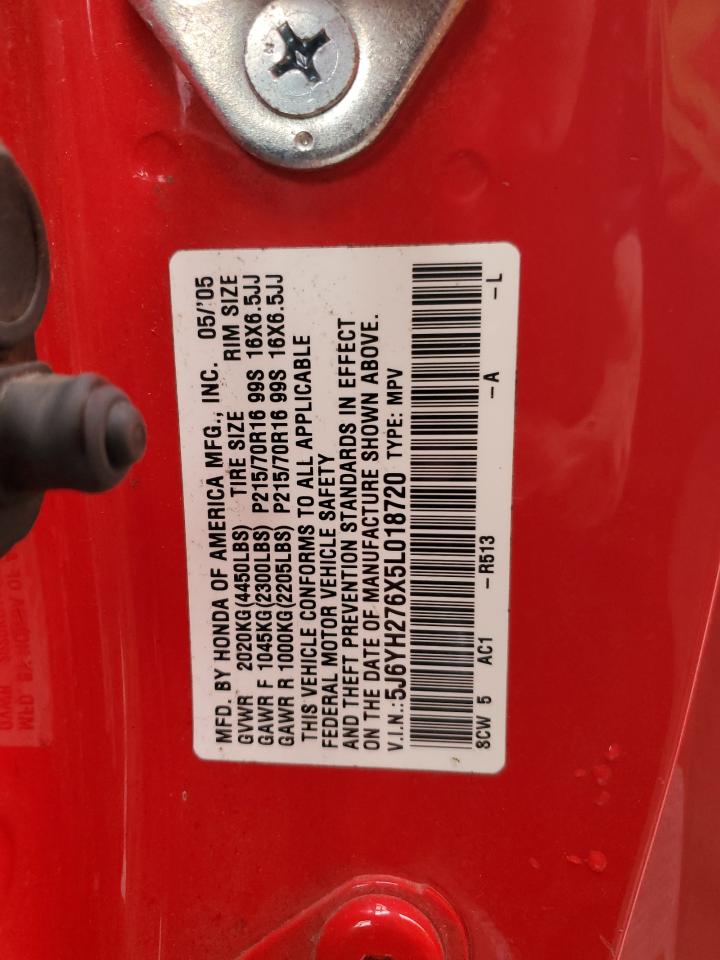 MFD. BY HONDA OF AMERICA MFG., INC. 05/'05
GVWR 2020KG(4450LBS) TIRE SIZE RIM SIZE
GAWR F 1045KG(2300LBS) P215/70R16 99S 16X6.5JJ
GAWR R 1000KG(2205LBS) P215/70R16 99S 16X6.5JJ
THIS VEHICLE CONFORMS TO ALL APPLICABLE
FEDERAL MOTOR VEHICLE SAFETY
AND THEFT PREVENTION STANDARDS IN EFFECT
ON THE DATE OF MANUFACTURE SHOWN ABOVE.
V.I.N.:5J6YH276X5L018720 TYPE: MPV
SCW 5 AC1 –R513 –A –L